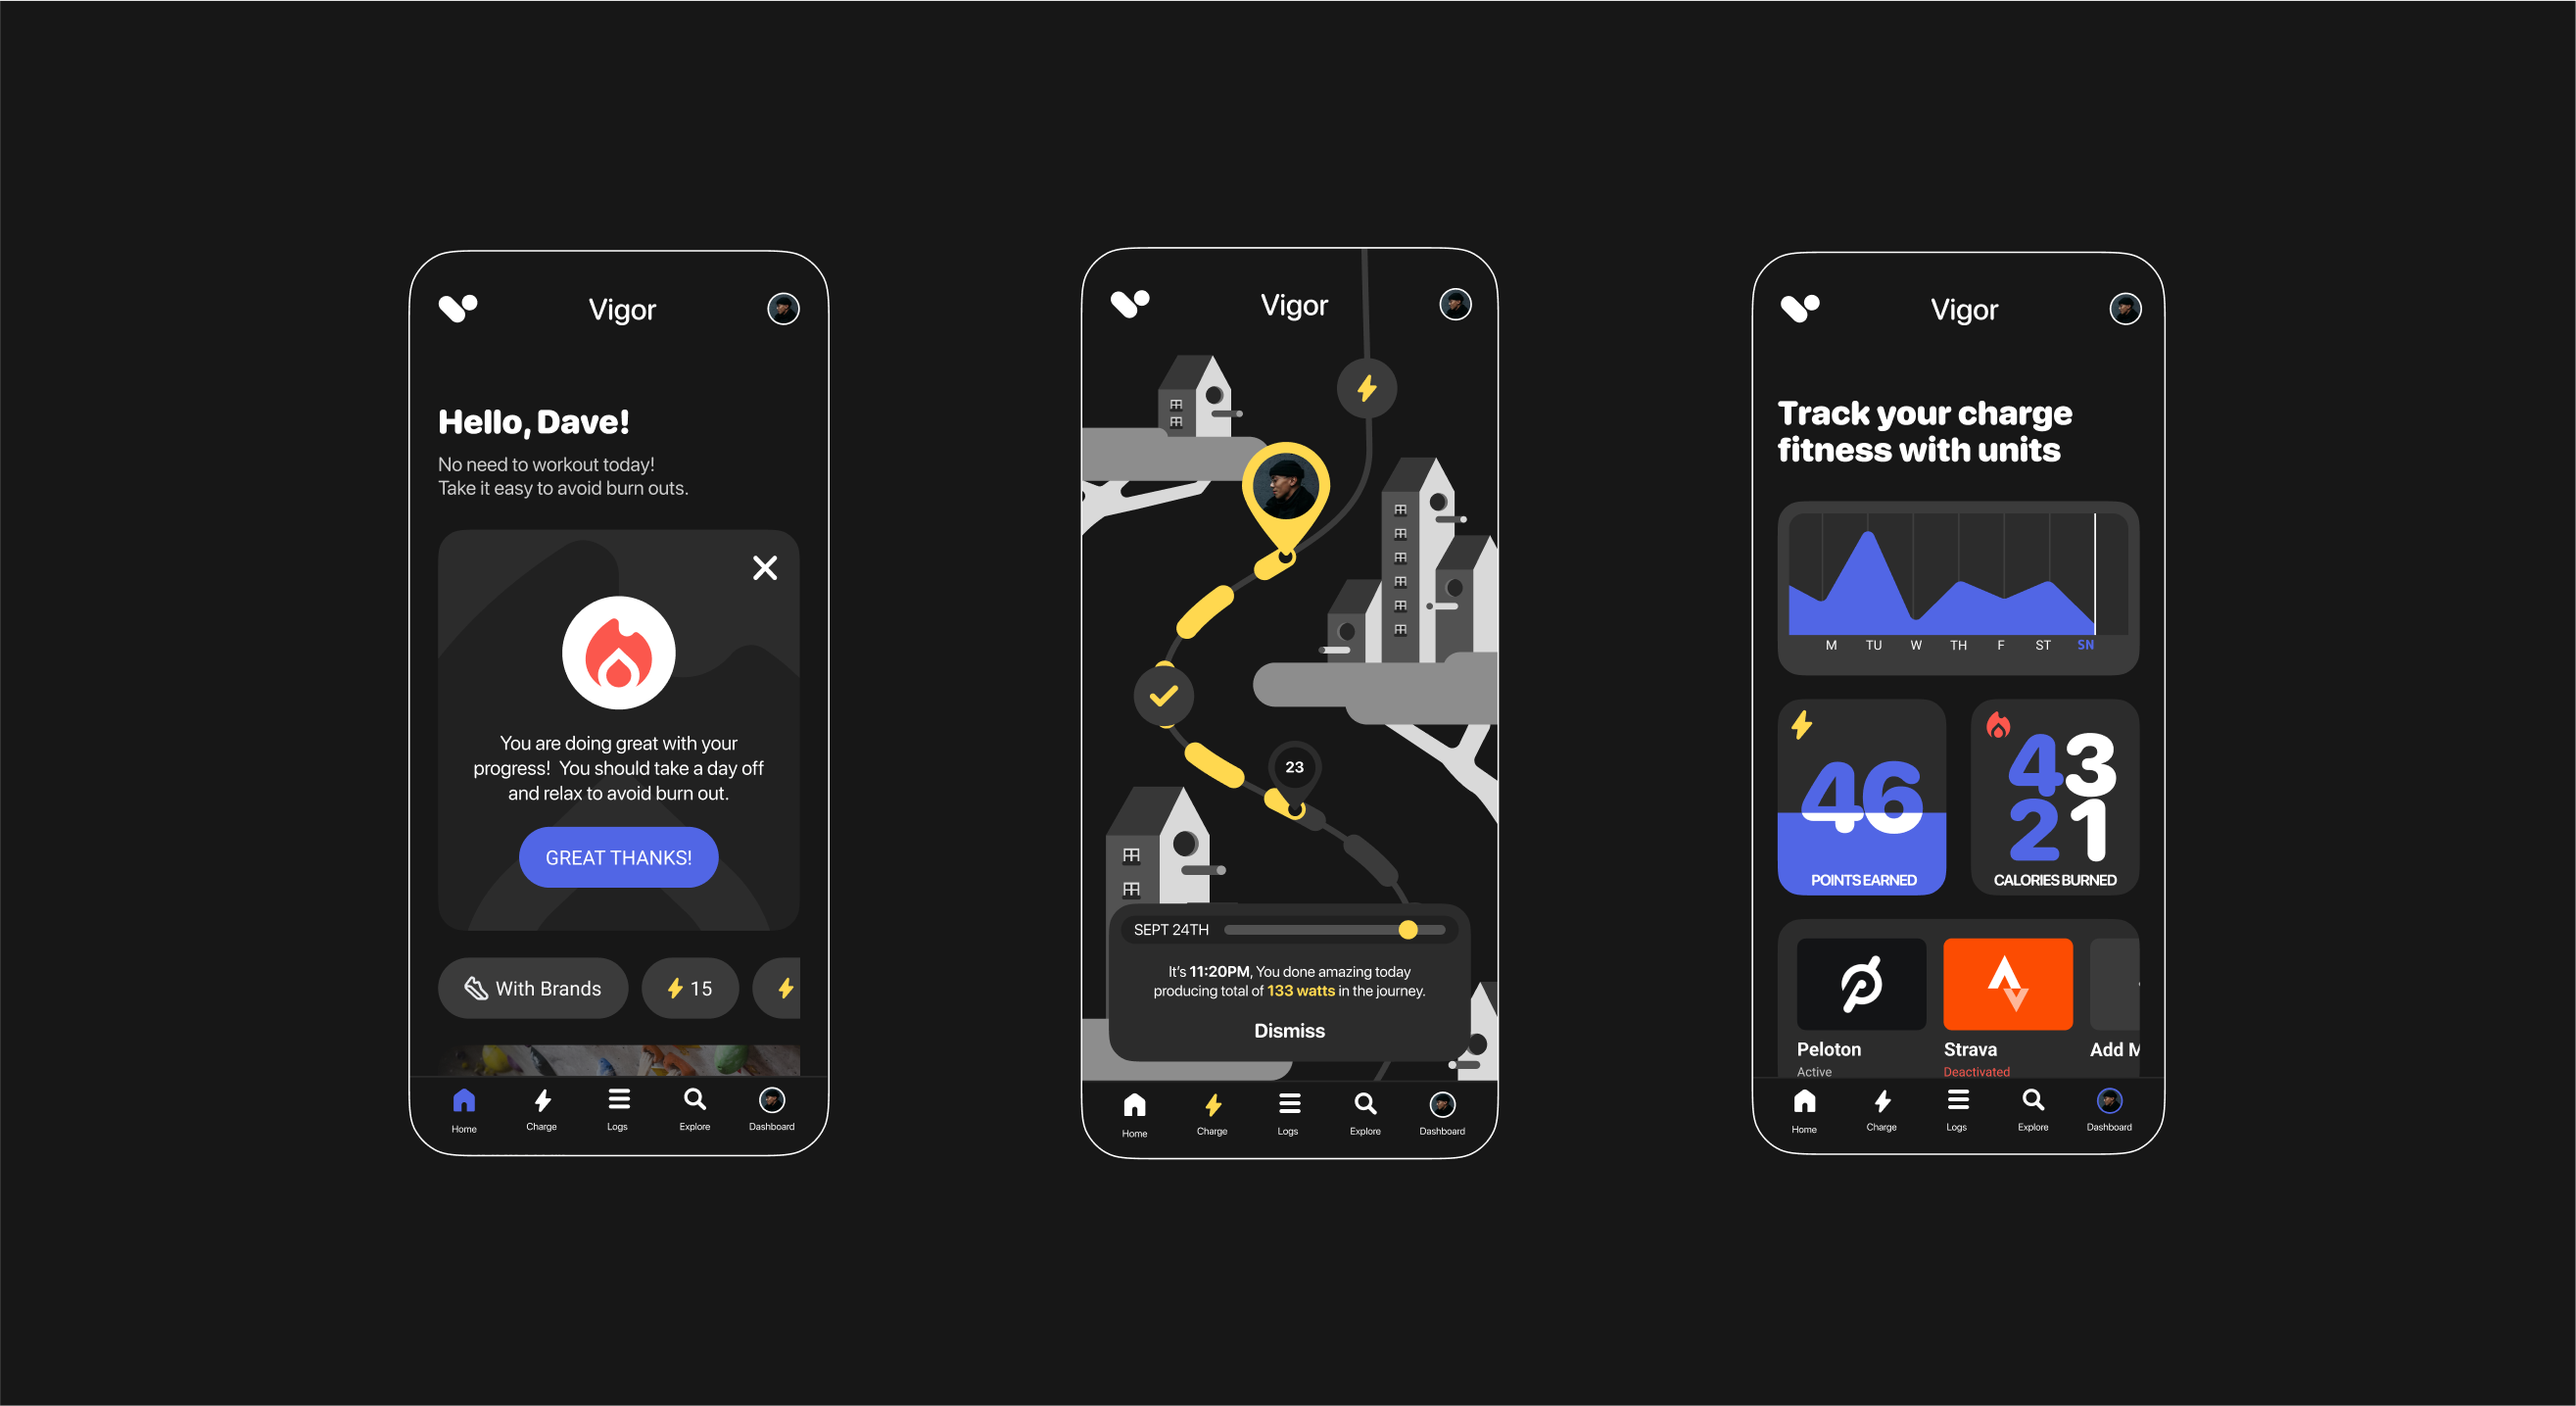 Vigor
Hello, Dave!
No need to workout today!
Take it easy to avoid burn outs.
You are doing great with your
progress!  You should take a day off
and relax to avoid burn out.
GREAT THANKS!
With Brands
15
Home
Charge
Logs
Explore
Dashboard
Vigor
23
SEPT 24TH
It's 11:20PM, You done amazing today
producing total of 133 watts in the journey.
Dismiss
Home
Charge
Logs
Explore
Dashboard
Vigor
Track your charge
fitness with units
M TU W TH F ST SN
46
POINTS EARNED
43
21
CALORIES BURNED
Peloton
Active
Strava
Deactivated
Add M
Home
Charge
Logs
Explore
Dashboard